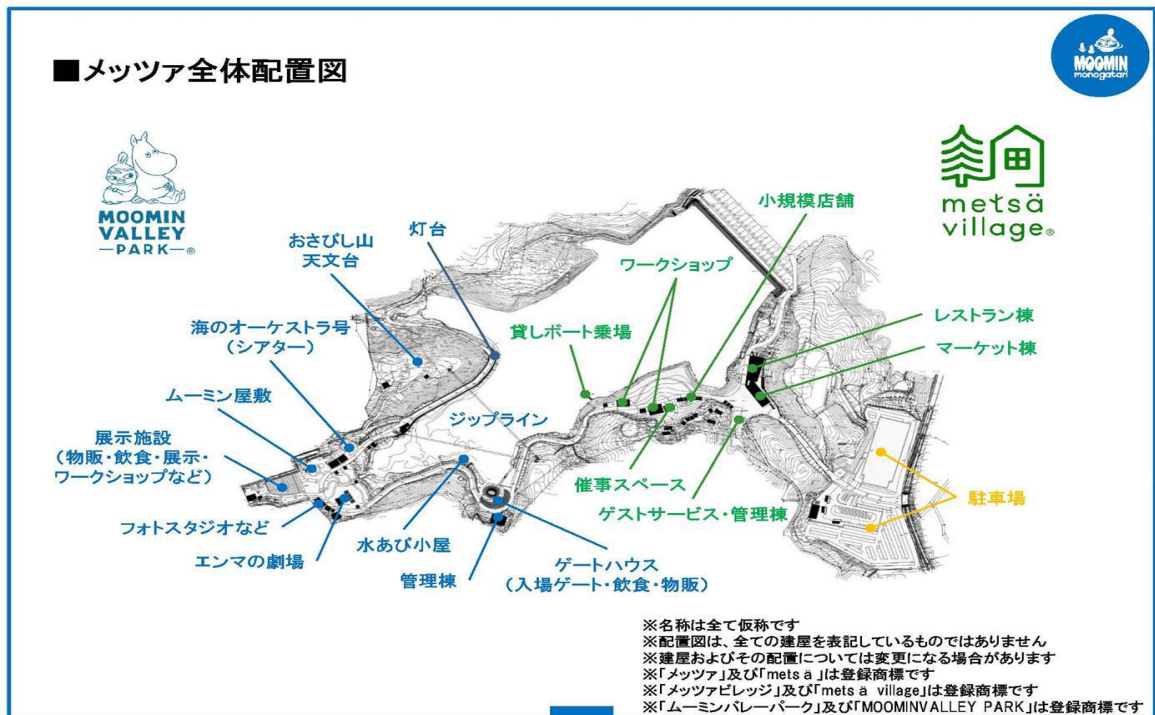 ■メッツァ全体配置図
MOOMIN
monogatari
MOOMIN
VALLEY
PARK ®
metsä
village®
おさびし山
天文台
灯台
海のオーケストラ号
(シアター)
ムーミン屋敷
展示施設
(物販・飲食・展示・
ワークショップなど)
フォトスタジオなど
エンマの劇場
水あび小屋
管理棟
ジップライン
ゲートハウス
(入場ゲート・飲食・物販)
貸しボート乗場
ワークショップ
小規模店舗
レストラン棟
マーケット棟
催事スペース
ゲストサービス・管理棟
駐車場
※名称は全て仮称です
※配置図は、全ての建屋を表記しているものではありません
※建屋およびその配置については変更になる場合があります
※「メッツァ」及び「metsä」は登録商標です
※「メッツァビレッジ」及び「metsä village」は登録商標です
※「ムーミンバレーパーク」及び「MOOMINVALLEY PARK」は登録商標です